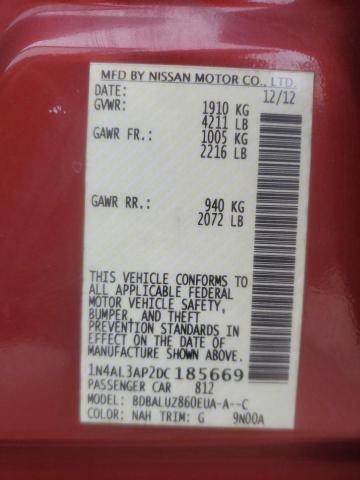 MFD BY NISSAN MOTOR CO., LTD.
DATE: 12/12
GVWR: 1910 KG
4211 LB
GAWR FR.: 1005 KG
2216 LB
GAWR RR.: 940 KG
2072 LB
THIS VEHICLE CONFORMS TO
ALL APPLICABLE FEDERAL
MOTOR VEHICLE SAFETY,
BUMPER, AND THEFT
PREVENTION STANDARDS IN
EFFECT ON THE DATE OF
MANUFACTURE SHOWN ABOVE.
1N4AL3AP2DC185669
PASSENGER CAR 812
MODEL: BDBALUZ860EUA-A--C
COLOR: NAH TRIM: G 9N00A